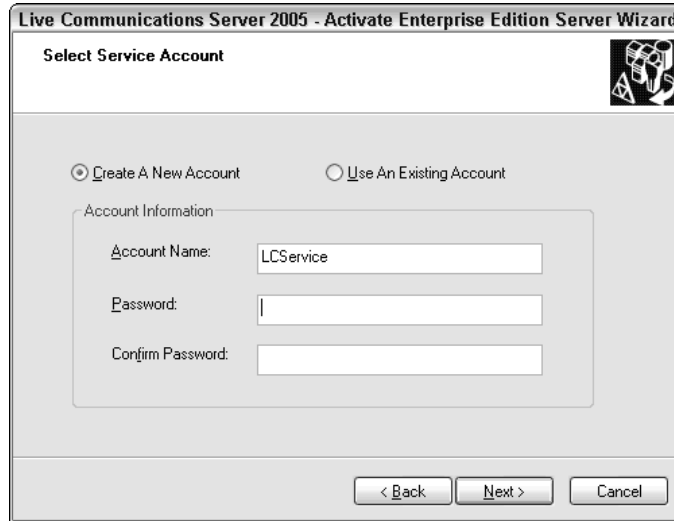 Live Communications Server 2005 - Activate Enterprise Edition Server Wizard
Select Service Account
Create A New Account Use An Existing Account
Account Information
Account Name: LCService
Password:
Confirm Password:
< Back Next > Cancel